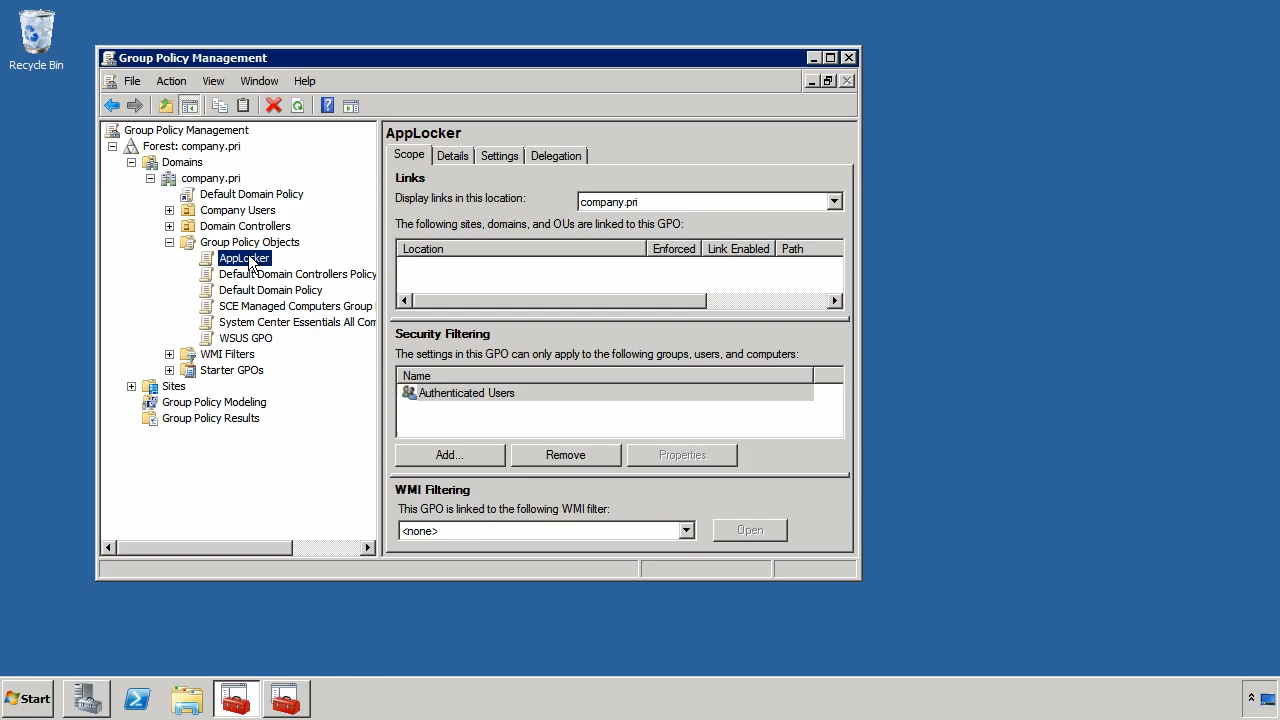 Recycle Bin
Group Policy Management
File Action View Window Help
Group Policy Management
Forest: company.pri
Domains
company.pri
Default Domain Policy
Company Users
Domain Controllers
Group Policy Objects
AppLocker
Default Domain Controllers Policy
Default Domain Policy
SCE Managed Computers Group
System Center Essentials All Com
WSUS GPO
WMI Filters
Starter GPOs
Sites
Group Policy Modeling
Group Policy Results
AppLocker
Scope Details Settings Delegation
Links
Display links in this location: company.pri
The following sites, domains, and OUs are linked to this GPO:
Location Enforced Link Enabled Path
Security Filtering
The settings in this GPO can only apply to the following groups, users, and computers:
Name
Authenticated Users
Add... Remove Properties
WMI Filtering
This GPO is linked to the following WMI filter:
<none> Open
Start